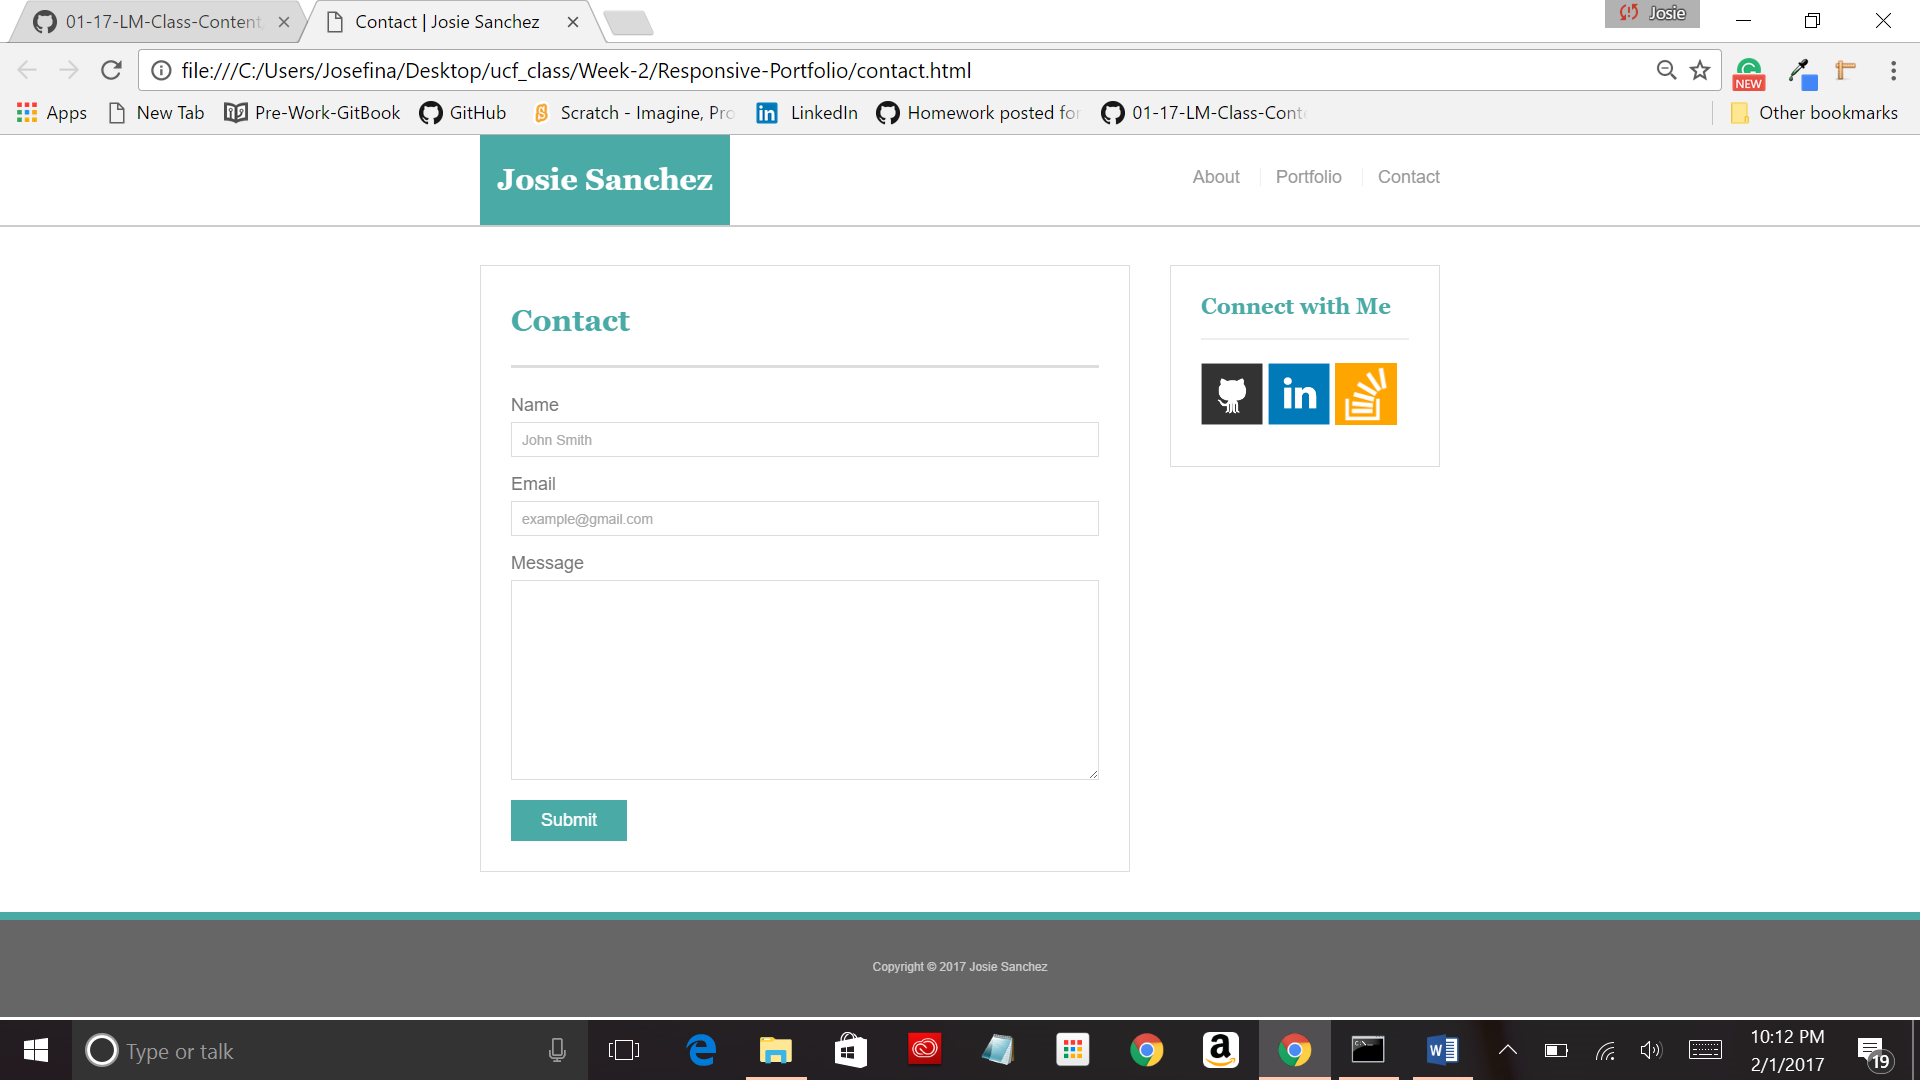 01-17-LM-Class-Content
Contact | Josie Sanchez
Josie
file:///C:/Users/Josefina/Desktop/ucf_class/Week-2/Responsive-Portfolio/contact.html
NEW
Apps New Tab Pre-Work-GitBook GitHub Scratch - Imagine, Pro LinkedIn Homework posted for 01-17-LM-Class-Conte Other bookmarks
Josie Sanchez
About Portfolio Contact
Contact
Name
John Smith
Email
example@gmail.com
Message
Submit
Connect with Me
in
Copyright © 2017 Josie Sanchez
Type or talk
10:12 PM
2/1/2017
19